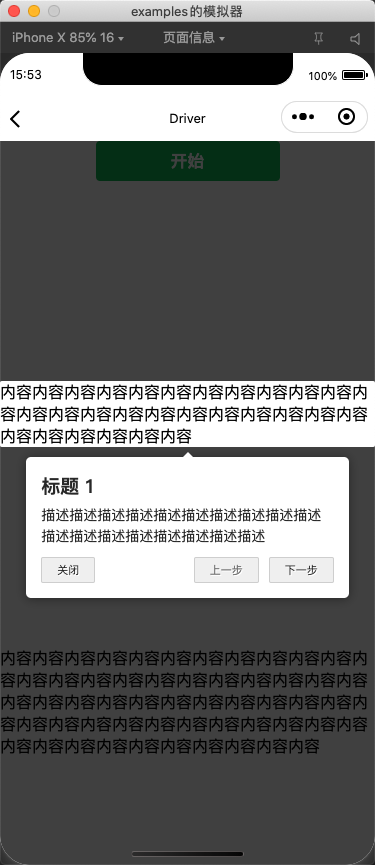 examples的模拟器
iPhone X 85% 16
页面信息
15:53
100%
Driver
开始
内容内容内容内容内容内容内容内容内容内容内容内
容内容内容内容内容内容内容内容内容内容内容内容
内容内容内容内容内容内容
标题 1
描述描述描述描述描述描述描述描述描述描述
描述描述描述描述描述描述描述描述
关闭
上一步
下一步
内容内容内容内容内容内容内容内容内容内容内容内
容内容内容内容内容内容内容内容内容内容内容内容
内容内容内容内容内容内容内容内容内容内容内容内
容内容内容内容内容内容内容内容内容内容内容内容
内容内容内容内容内容内容内容内容内容内容